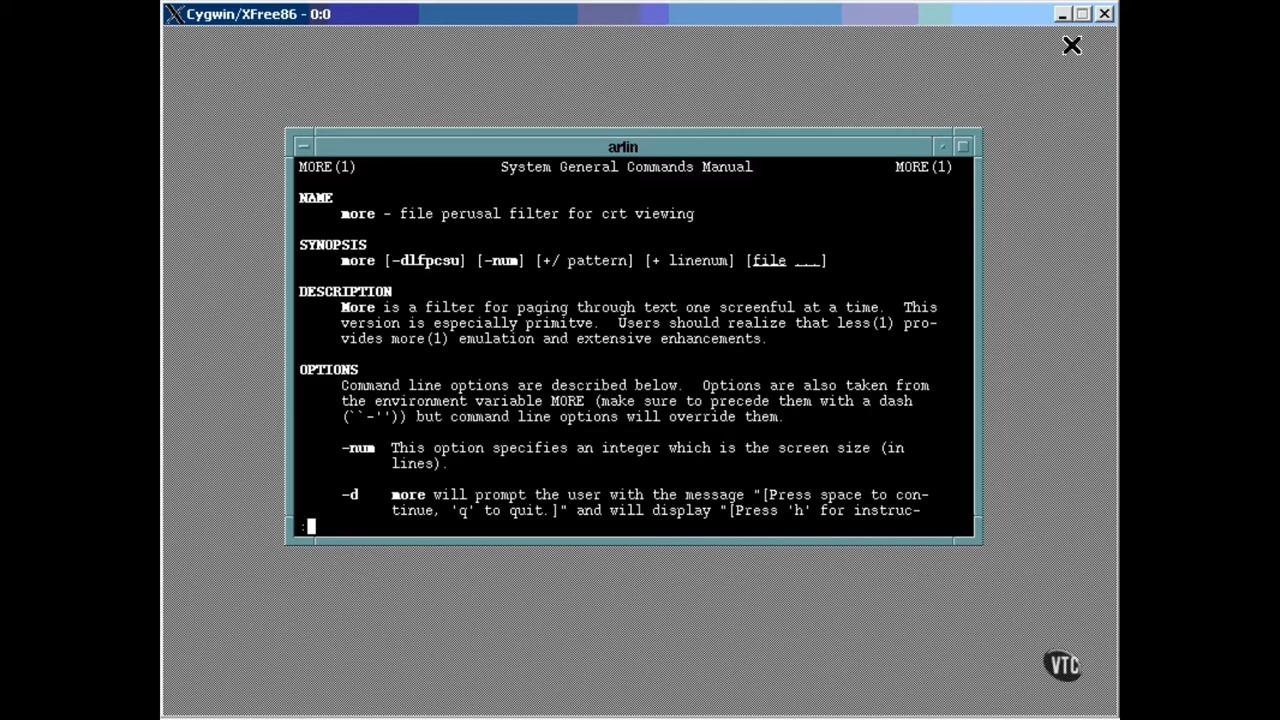 Cygwin/XFree86 - 0:0
arlin
MORE(1) System General Commands Manual MORE(1)
NAME
more - file perusal filter for crt viewing
SYNOPSIS
more [-dlfpcsu] [-num] [+/ pattern] [+ linenum] [file ...]
DESCRIPTION
More is a filter for paging through text one screenful at a time. This
version is especially primitve. Users should realize that less(1) pro-
vides more(1) emulation and extensive enhancements.
OPTIONS
Command line options are described below. Options are also taken from
the environment variable MORE (make sure to precede them with a dash
(``-'')) but command line options will override them.
-num This option specifies an integer which is the screen size (in
lines).
-d more will prompt the user with the message "[Press space to con-
tinue, 'q' to quit.]" and will display "[Press 'h' for instruc-
:
VTC